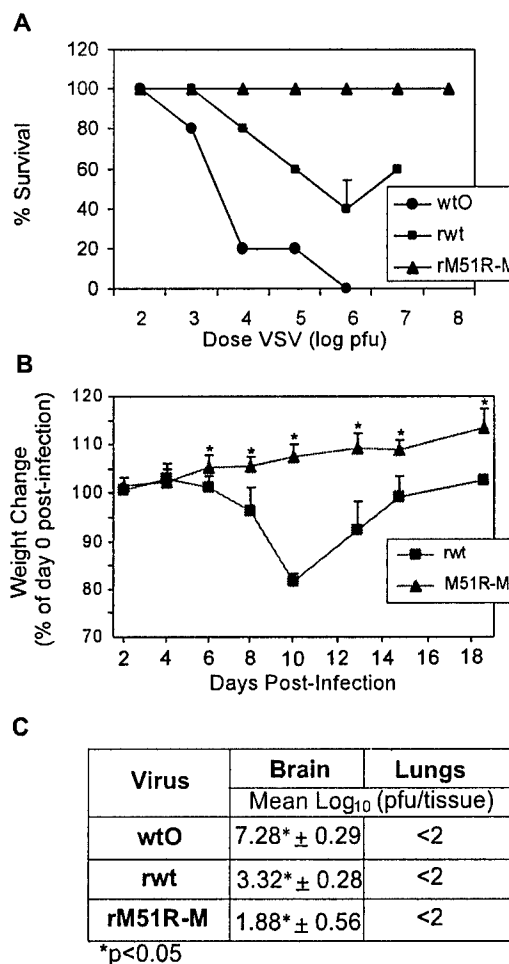 A
% Survival
120
100
80
60
40
20
0
2 3 4 5 6 7 8
Dose VSV (log pfu)
wtO
rwt
rM51R-M
B
Weight Change
(% of day 0 post-infection)
120
110
100
90
80
70
* * * * * *
2 4 6 8 10 12 14 16 18
Days Post-Infection
rwt
M51R-M
C
Virus Brain Lungs
Mean Log10 (pfu/tissue)
wtO 7.28* ± 0.29 <2
rwt 3.32* ± 0.28 <2
rM51R-M 1.88* ± 0.56 <2
*p<0.05